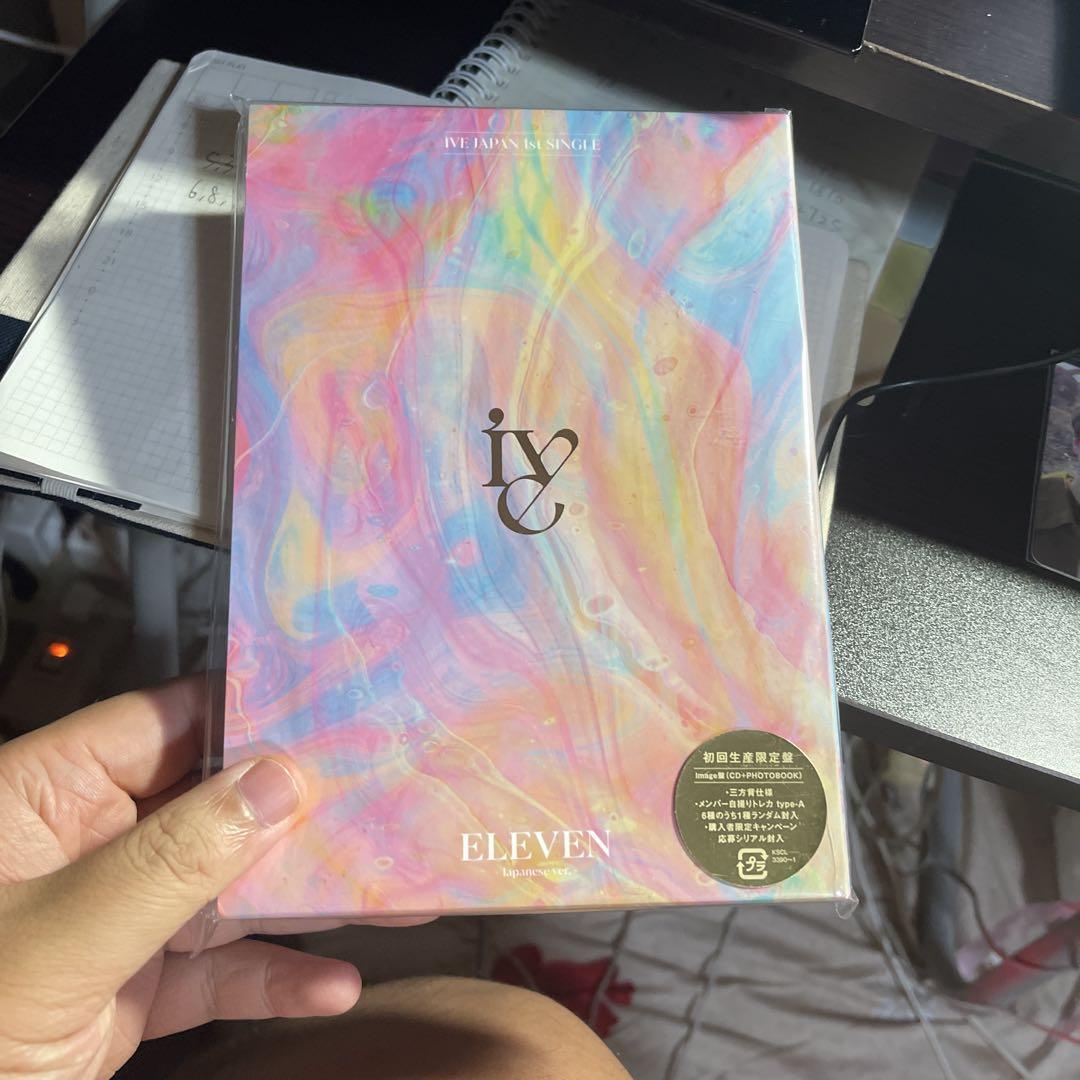 IVE JAPAN 1st SINGLE
IVE
ELEVEN
Japanese ver.
初回生産限定盤
Image盤(CD+PHOTOBOOK)
・三方背仕様
・メンバー自撮りトレカ type-A
6種のうち1種ランダム封入
・購入者限定キャンペーン
応募シリアル封入
プラ
KSCL
3390~1